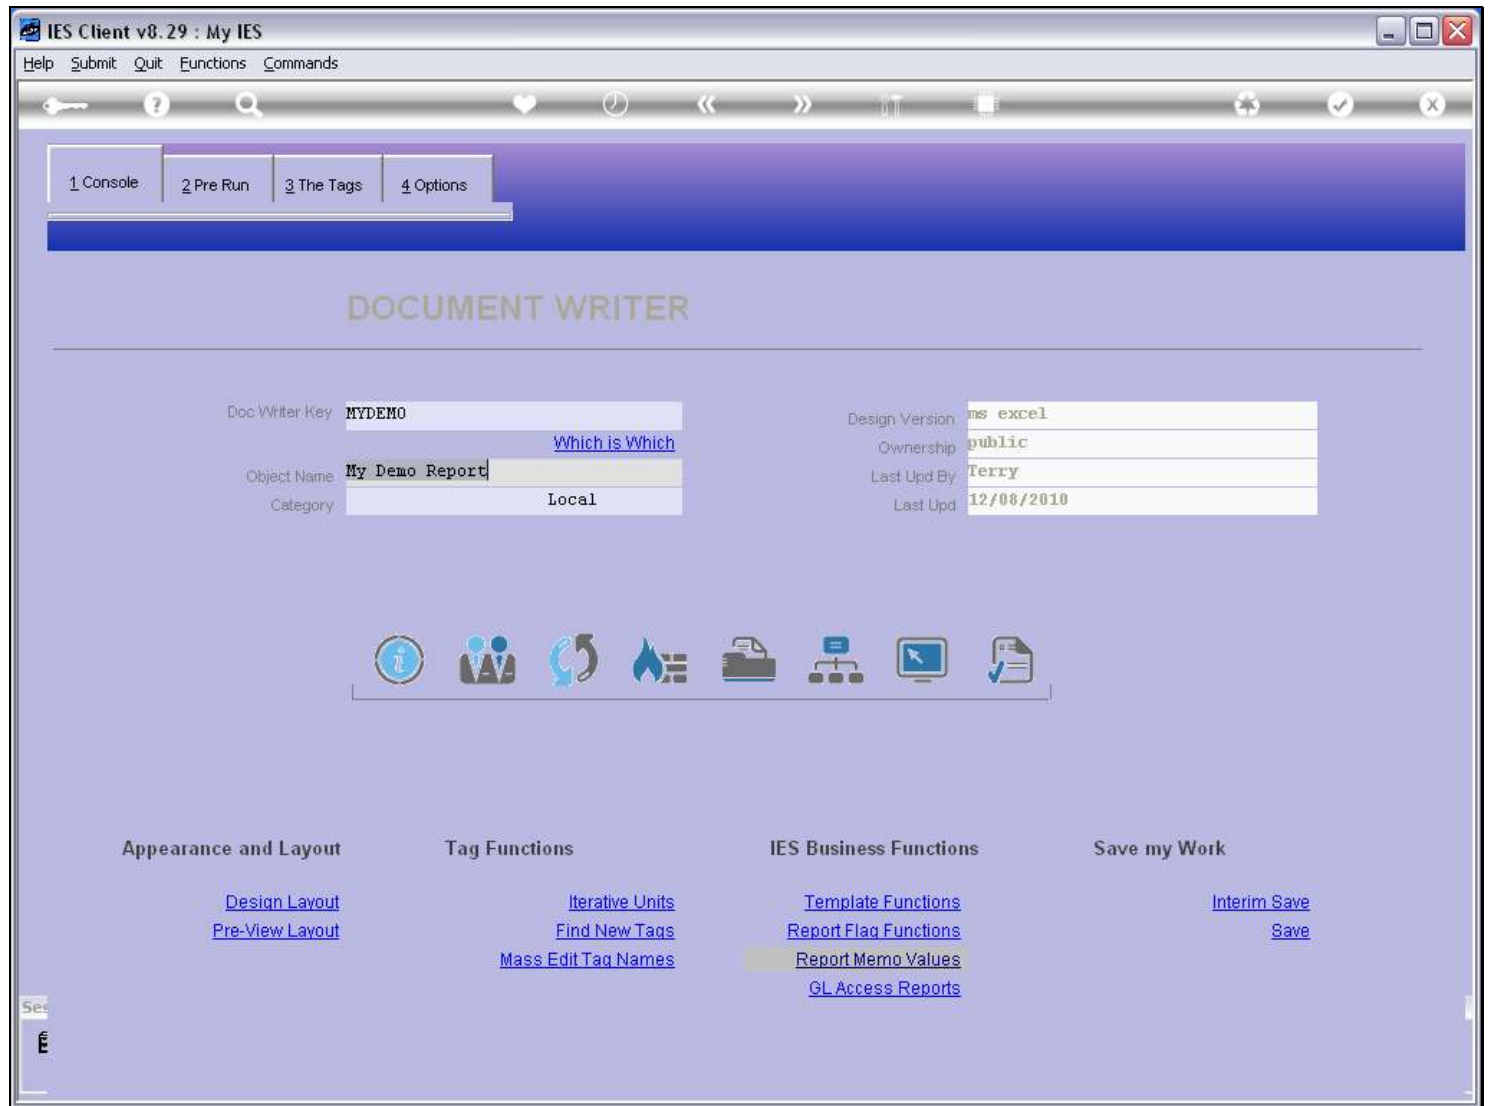 IES Client v8.29 : My IES
Help Submit Quit Functions Commands
1 Console 2 Pre Run 3 The Tags 4 Options
DOCUMENT WRITER
Doc Writer Key MYDEMO
Which is Which
Object Name My Demo Report
Category Local
Design Version ms excel
Ownership public
Last Upd By Terry
Last Upd 12/08/2010
Appearance and Layout
Design Layout
Pre-View Layout
Tag Functions
Iterative Units
Find New Tags
Mass Edit Tag Names
IES Business Functions
Template Functions
Report Flag Functions
Report Memo Values
GL Access Reports
Save my Work
Interim Save
Save
Ses